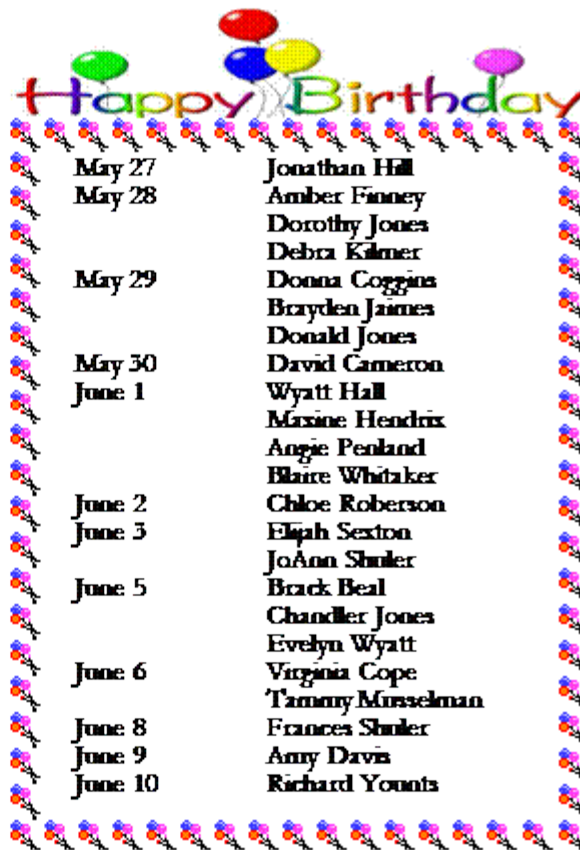 Happy Birthday
May 27 Jonathan Hill
May 28 Amber Finney
Dorothy Jones
Debra Kilmer
May 29 Donna Coggins
Brayden Jaimes
Donald Jones
May 30 David Cameron
June 1 Wyatt Hall
Maxine Hendrix
Angie Penland
Blaire Whitaker
June 2 Chloe Roberson
June 3 Elijah Sexton
JoAnn Shuler
June 5 Brack Beal
Chandler Jones
Evelyn Wyatt
June 6 Virginia Cope
Tammy Musselman
June 8 Frances Shuler
June 9 Amy Davis
June 10 Richard Younts